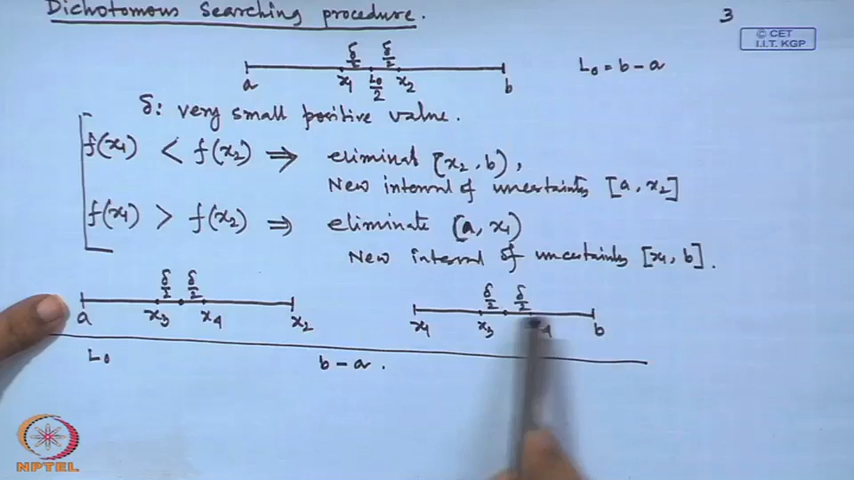 Dichotomous Searching procedure.
3
© CET
I.I.T. KGP
δ/2 δ/2
a x1 L0/2 x2 b
L0 = b - a
δ: very small positive value.
f(x1) < f(x2) ⇒ eliminat [x2, b),
New interval of uncertainty [a, x2]
f(x1) > f(x2) ⇒ eliminate (a, x1)
New interval of uncertainty [x1, b].
δ/2 δ/2
a x3 x4 x2
δ/2 δ/2
x1 x3 x4 b
L0 b - a.
NPTEL